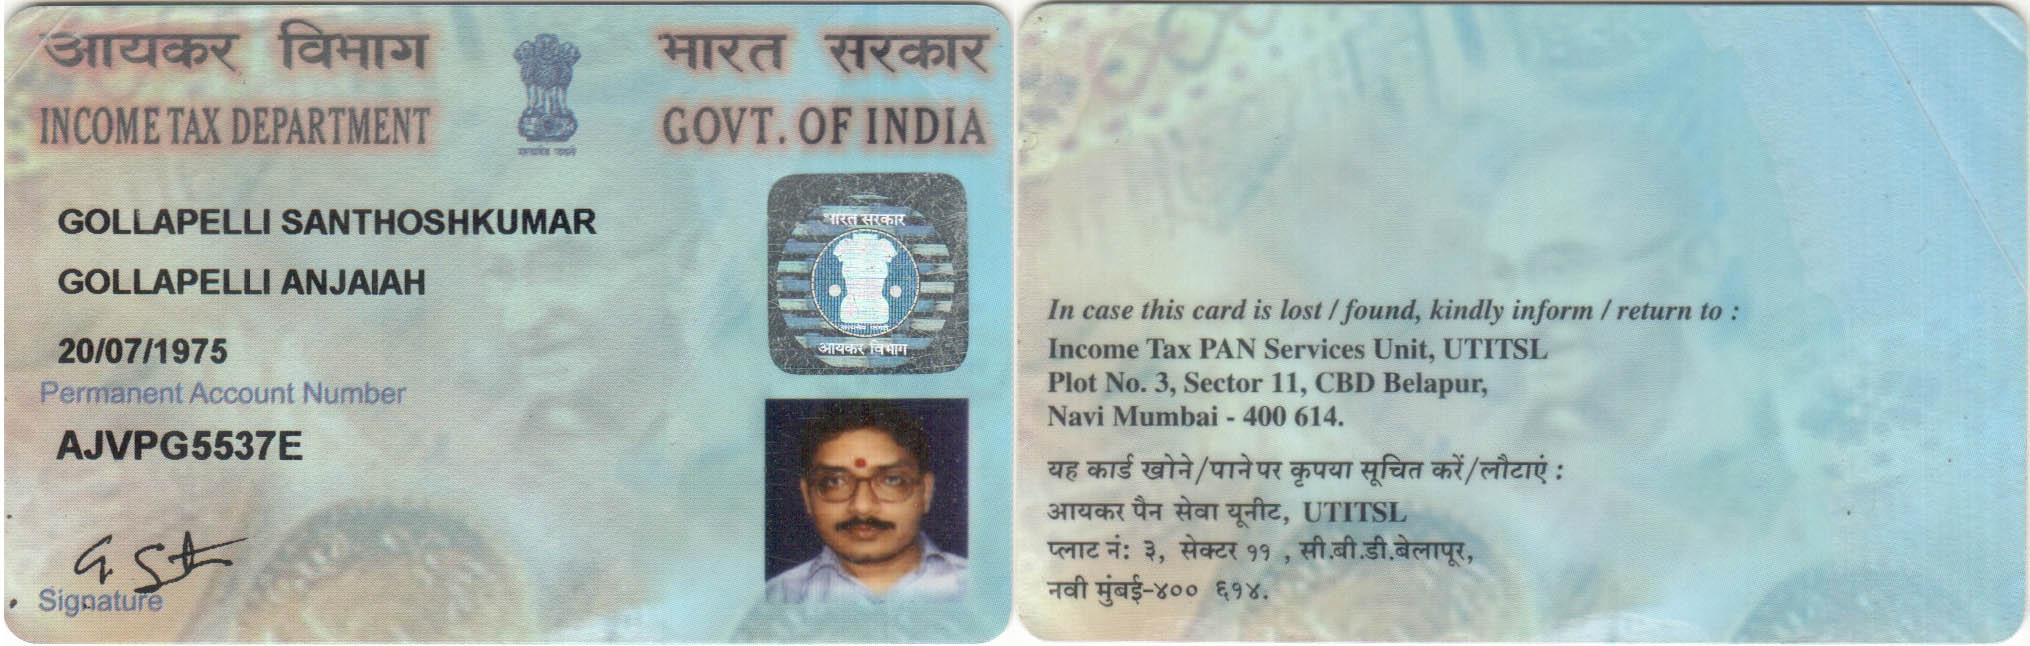 आयकर विभाग
भारत सरकार
INCOME TAX DEPARTMENT
GOVT. OF INDIA
सत्यमेव जयते
GOLLAPELLI SANTHOSHKUMAR
GOLLAPELLI ANJAIAH
20/07/1975
Permanent Account Number
AJVPG5537E
Signature
भारत सरकार
सत्यमेव जयते
आयकर विभाग
In case this card is lost / found, kindly inform / return to :
Income Tax PAN Services Unit, UTITSL
Plot No. 3, Sector 11, CBD Belapur,
Navi Mumbai - 400 614.
यह कार्ड खोने/पाने पर कृपया सूचित करें/लौटाएं :
आयकर पैन सेवा यूनीट, UTITSL
प्लाट नं: ३, सेक्टर ११ , सी.बी.डी.बेलापूर,
नवी मुंबई-४०० ६१४.